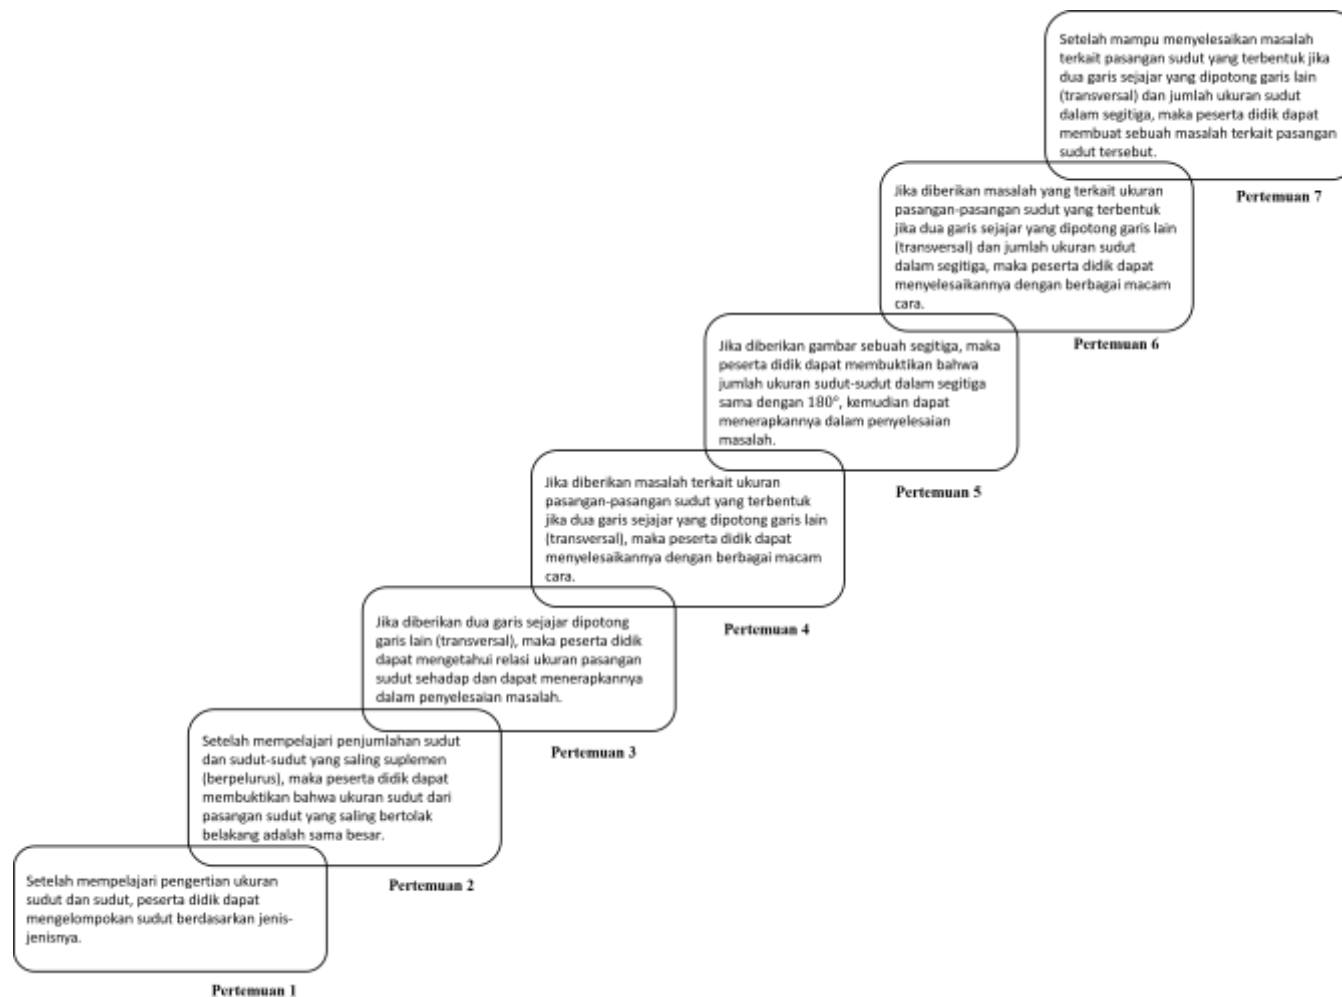 Setelah mampu menyelesaikan masalah
terkait pasangan sudut yang terbentuk jika
dua garis sejajar yang dipotong garis lain
(transversal) dan jumlah ukuran sudut
dalam segitiga, maka peserta didik dapat
membuat sebuah masalah terkait pasangan
sudut tersebut.
Pertemuan 7
Jika diberikan masalah yang terkait ukuran
pasangan-pasangan sudut yang terbentuk
jika dua garis sejajar yang dipotong garis lain
(transversal) dan jumlah ukuran sudut
dalam segitiga, maka peserta didik dapat
menyelesaikannya dengan berbagai macam
cara.
Pertemuan 6
Jika diberikan gambar sebuah segitiga, maka
peserta didik dapat membuktikan bahwa
jumlah ukuran sudut-sudut dalam segitiga
sama dengan 180°, kemudian dapat
menerapkannya dalam penyelesaian
masalah.
Pertemuan 5
Jika diberikan masalah terkait ukuran
pasangan-pasangan sudut yang terbentuk
jika dua garis sejajar yang dipotong garis lain
(transversal), maka peserta didik dapat
menyelesaikannya dengan berbagai macam
cara.
Pertemuan 4
Jika diberikan dua garis sejajar dipotong
garis lain (transversal), maka peserta didik
dapat mengetahui relasi ukuran pasangan
sudut sehadap dan dapat menerapkannya
dalam penyelesaian masalah.
Pertemuan 3
Setelah mempelajari penjumlahan sudut
dan sudut-sudut yang saling suplemen
(berpelurus), maka peserta didik dapat
membuktikan bahwa ukuran sudut dari
pasangan sudut yang saling bertolak
belakang adalah sama besar.
Pertemuan 2
Setelah mempelajari pengertian ukuran
sudut dan sudut, peserta didik dapat
mengelompokan sudut berdasarkan jenis-
jenisnya.
Pertemuan 1